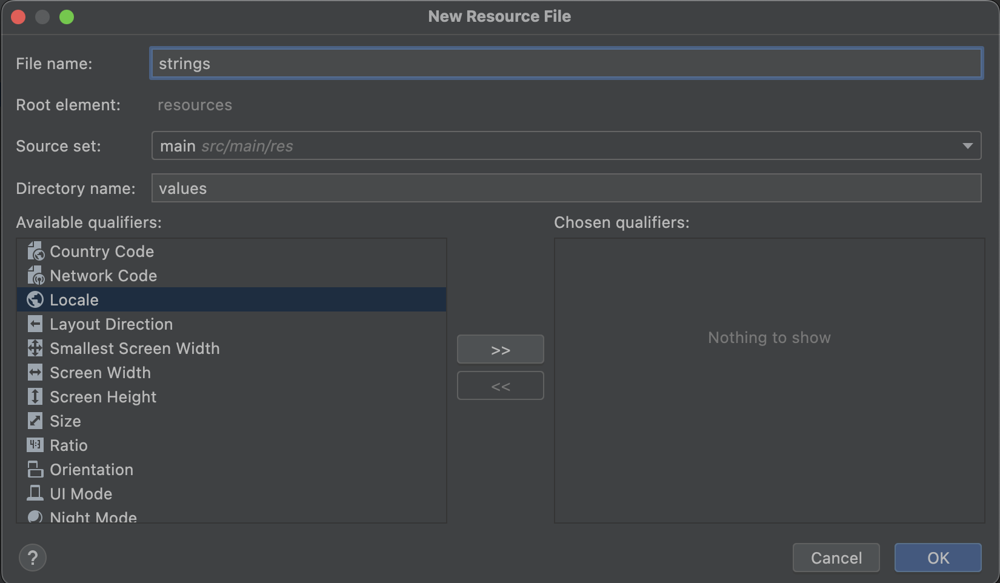 New Resource File
File name: strings
Root element: resources
Source set: main src/main/res
Directory name: values
Available qualifiers:
Country Code
Network Code
Locale
Layout Direction
Smallest Screen Width
Screen Width
Screen Height
Size
4:3 Ratio
Orientation
UI Mode
Night Mode
>>
<<
Chosen qualifiers:
Nothing to show
?
Cancel
OK